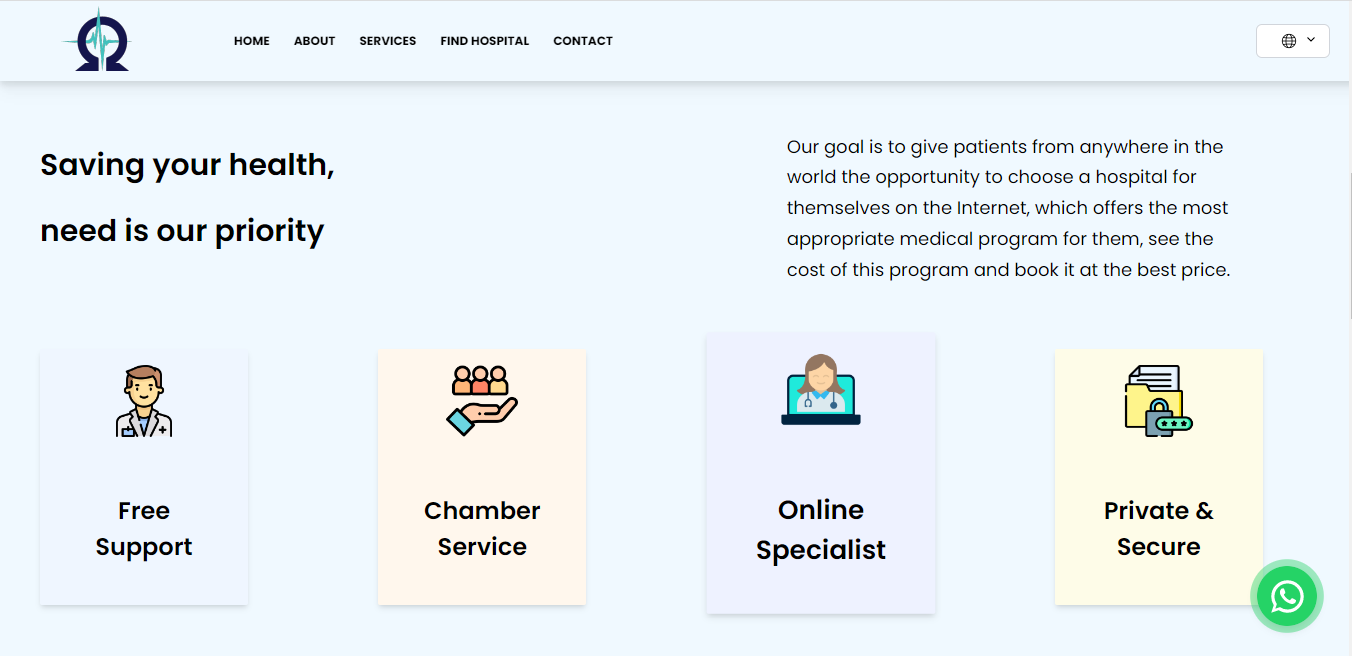 HOME ABOUT SERVICES FIND HOSPITAL CONTACT
Saving your health,
need is our priority
Our goal is to give patients from anywhere in the
world the opportunity to choose a hospital for
themselves on the Internet, which offers the most
appropriate medical program for them, see the
cost of this program and book it at the best price.
Free
Support
Chamber
Service
Online
Specialist
Private &
Secure